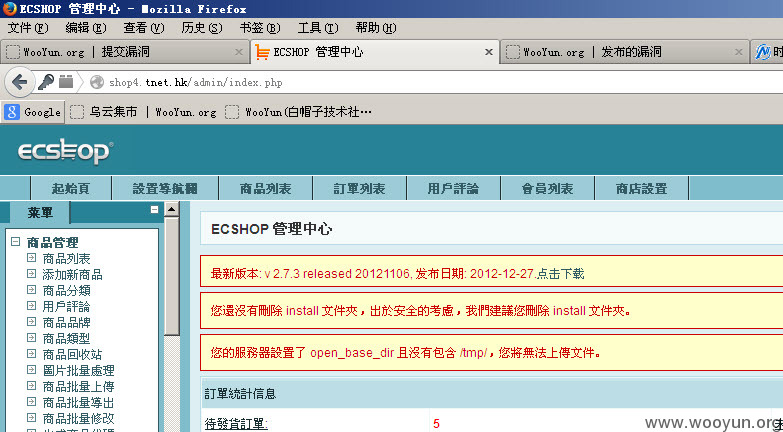 ECSHOP 管理中心 - Mozilla Firefox
文件(F) 编辑(E) 查看(V) 历史(S) 书签(B) 工具(T) 帮助(H)
WooYun.org | 提交漏洞 ECSHOP 管理中心 WooYun.org | 发布的漏洞 时
shop4.tnet.hk/admin/index.php
8 Google 乌云集市 | WooYun.org WooYun(白帽子技术社…
ecshop
起始頁 設置導航欄 商品列表 訂單列表 用戶評論 會員列表 商店設置
菜單
商品管理
商品列表
添加新商品
商品分類
用戶評論
商品品牌
商品類型
商品回收站
圖片批量處理
商品批量上傳
商品批量導出
商品批量修改
ECSHOP 管理中心
最新版本: v 2.7.3 released 20121106, 发布日期: 2012-12-27.点击下载
您還沒有刪除 install 文件夾，出於安全的考慮，我們建議您刪除 install 文件夾。
您的服務器設置了 open_base_dir 且沒有包含 /tmp/，您將無法上傳文件。
訂單統計信息
待發貨訂單: 5
www.wooyun.org